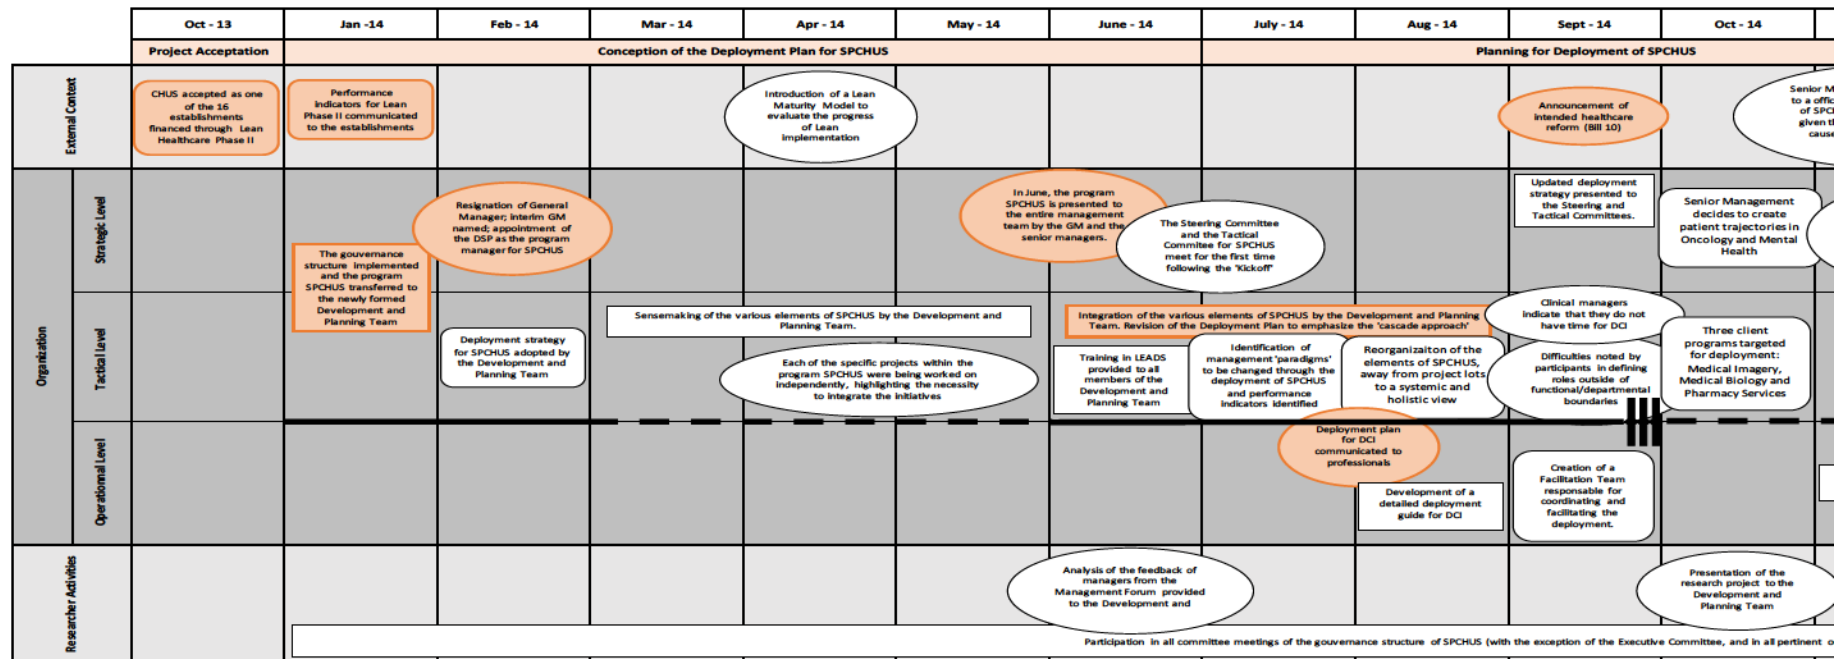 Oct - 13
Jan -14
Feb - 14
Mar - 14
Apr - 14
May - 14
June - 14
July - 14
Aug - 14
Sept - 14
Oct - 14
Project Acceptation
Conception of the Deployment Plan for SPCHUS
Planning for Deployment of SPCHUS
External Context
CHUS accepted as one
of the 16
establishments
financed through Lean
Healthcare Phase II
Performance
indicators for Lean
Phase II communicated
to the establishments
Introduction of a Lean
Maturity Model to
evaluate the progress
of Lean
implementation
Announcement of
intended healthcare
reform (Bill 10)
Senior M
to a offic
of SPCH
given th
cause
Organization
Strategic Level
Resignation of General
Manager; interim GM
named; appointment of
the DSP as the program
manager for SPCHUS
In June, the program
SPCHUS is presented to
the entire management
team by the GM and the
senior managers.
The Steering Committee
and the Tactical
Commitee for SPCHUS
meet for the first time
following the 'Kickoff'
Updated deployment
strategy presented to
the Steering and
Tactical Committees.
Senior Management
decides to create
patient trajectories in
Oncology and Mental
Health
The gouvernance
structure implemented
and the program
SPCHUS transferred to
the newly formed
Development and
Planning Team
Tactical Level
Deployment strategy
for SPCHUS adopted by
the Development and
Planning Team
Sensemaking of the various elements of SPCHUS by the Development and
Planning Team.
Each of the specific projects within the
program SPCHUS were being worked on
independently, highlighting the necessity
to integrate the initiatives
Integration of the various elements of SPCHUS by the Development and Planning
Team. Revision of the Deployment Plan to emphasize the 'cascade approach'
Training in LEADS
provided to all
members of the
Development and
Planning Team
Identification of
management 'paradigms'
to be changed through the
deployment of SPCHUS
and performance
indicators identified
Reorganizaiton of the
elements of SPCHUS,
away from project lots
to a systemic and
holistic view
Clinical managers
indicate that they do not
have time for DCI
Difficulties noted by
participants in defining
roles outside of
functional/departmental
boundaries
Three client
programs targeted
for deployment:
Medical Imagery,
Medical Biology and
Pharmacy Services
Operationnal Level
Deployment plan
for DCI
communicated to
professionals
Development of a
detailed deployment
guide for DCI
Creation of a
Facilitation Team
responsable for
coordinating and
facilitating the
deployment.
Researcher Activities
Analysis of the feedback of
managers from the
Management Forum provided
to the Development and
Presentation of the
research project to the
Development and
Planning Team
Participation in all committee meetings of the gouvernance structure of SPCHUS (with the exception of the Executive Committee, and in all pertinent o